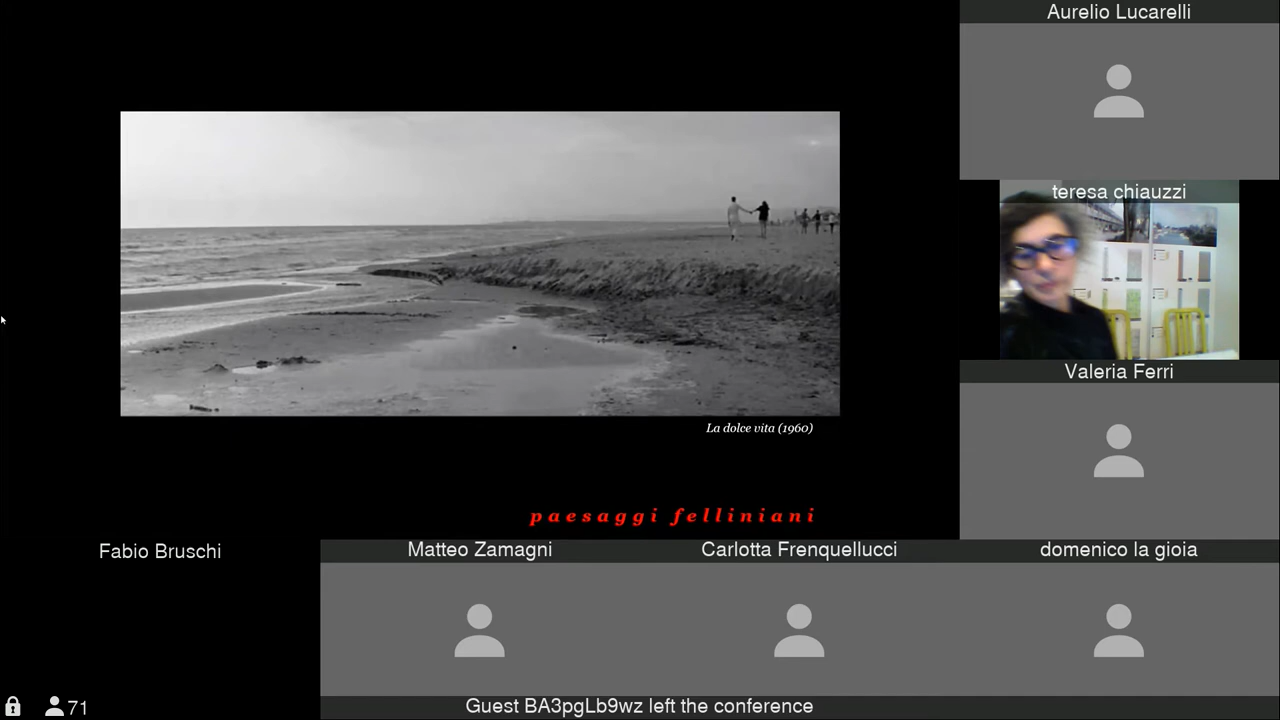 Aurelio Lucarelli
teresa chiauzzi
La dolce vita (1960)
Valeria Ferri
paesaggi felliniani
Fabio Bruschi
Matteo Zamagni
Carlotta Frenquellucci
domenico la gioia
71
Guest BA3pgLb9wz left the conference